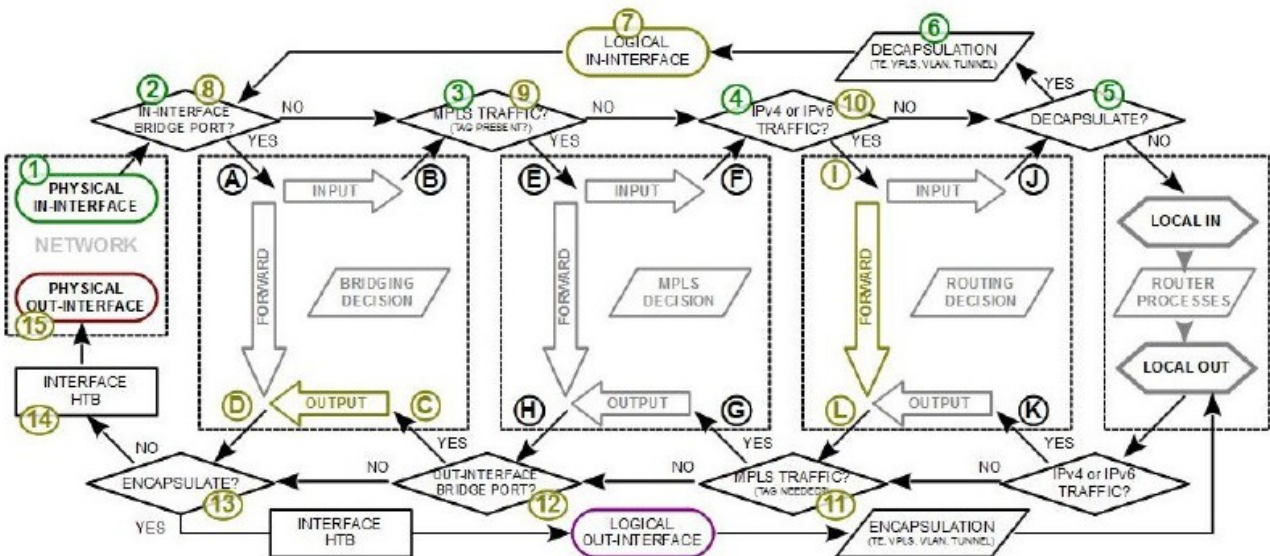 7
LOGICAL
IN-INTERFACE
6
DECAPSULATION
(TE, VPLS, VLAN, TUNNEL)
2
8
IN-INTERFACE
BRIDGE PORT?
NO
YES
3
9
MPLS TRAFFIC?
(TAG PRESENT?)
NO
YES
4
10
IPv4 or IPv6
TRAFFIC?
NO
YES
5
DECAPSULATE?
YES
NO
1
PHYSICAL
IN-INTERFACE
NETWORK
PHYSICAL
OUT-INTERFACE
15
A
INPUT
B
FORWARD
BRIDGING
DECISION
D
OUTPUT
C
E
INPUT
F
FORWARD
MPLS
DECISION
H
OUTPUT
G
I
INPUT
J
FORWARD
ROUTING
DECISION
L
OUTPUT
K
LOCAL IN
ROUTER
PROCESSES
LOCAL OUT
INTERFACE
HTB
14
NO
ENCAPSULATE?
13
YES
NO
YES
OUT-INTERFACE
BRIDGE PORT?
12
NO
YES
MPLS TRAFFIC?
(TAG NEEDED?)
11
NO
YES
IPv4 or IPv6
TRAFFIC?
INTERFACE
HTB
LOGICAL
OUT-INTERFACE
ENCAPSULATION
(TE, VPLS, VLAN, TUNNEL)